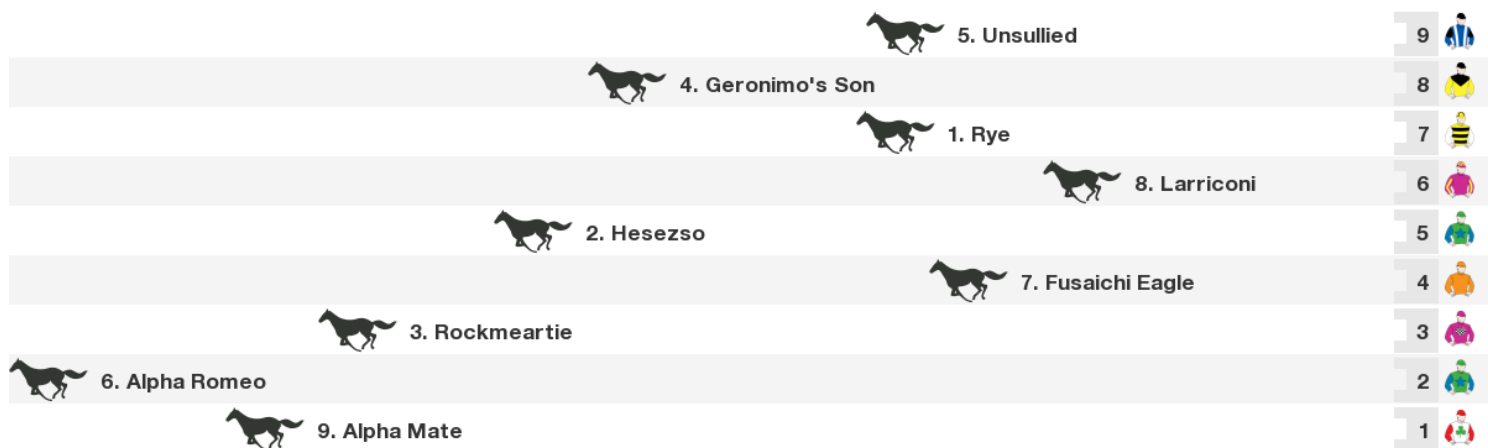 5. Unsullied 9
4. Geronimo's Son 8
1. Rye 7
8. Larriconi 6
2. Hesezso 5
7. Fusaichi Eagle 4
3. Rockmeartie 3
6. Alpha Romeo 2
9. Alpha Mate 1